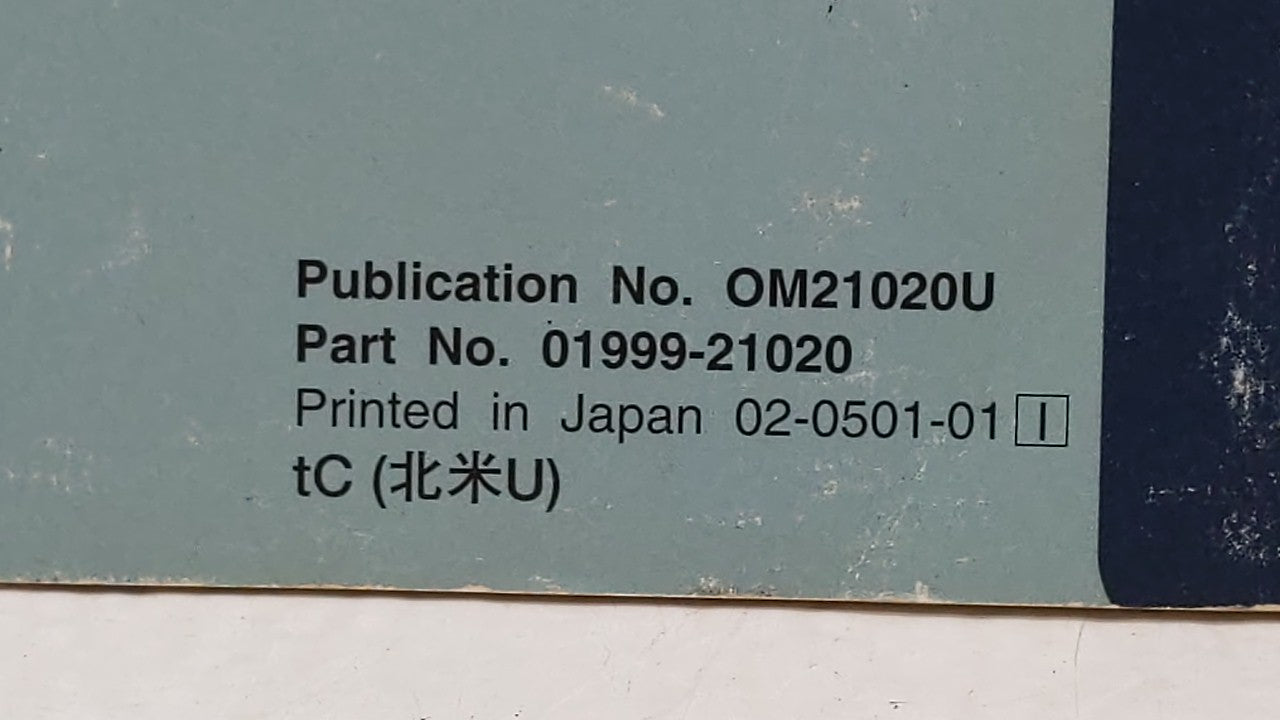 Publication No. OM21020U
Part No. 01999-21020
Printed in Japan 02-0501-01 I
tC (北米U)